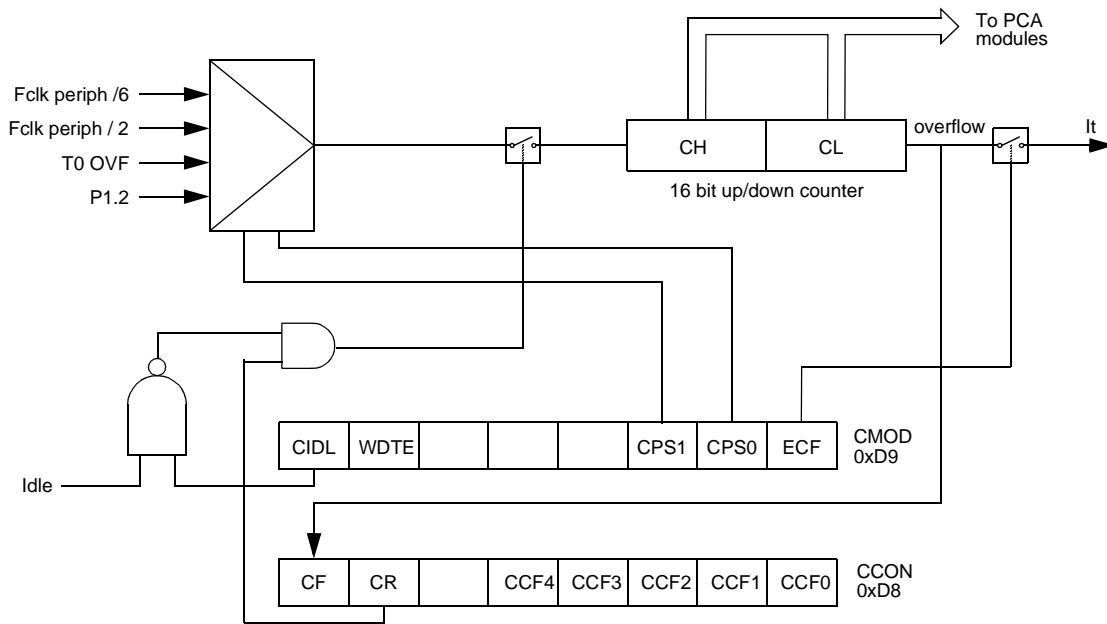 To PCA
modules
Fclk periph /6
Fclk periph / 2
T0 OVF
P1.2
CH
CL
overflow
It
16 bit up/down counter
CIDL
WDTE
CPS1
CPS0
ECF
CMOD
0xD9
Idle
CF
CR
CCF4
CCF3
CCF2
CCF1
CCF0
CCON
0xD8